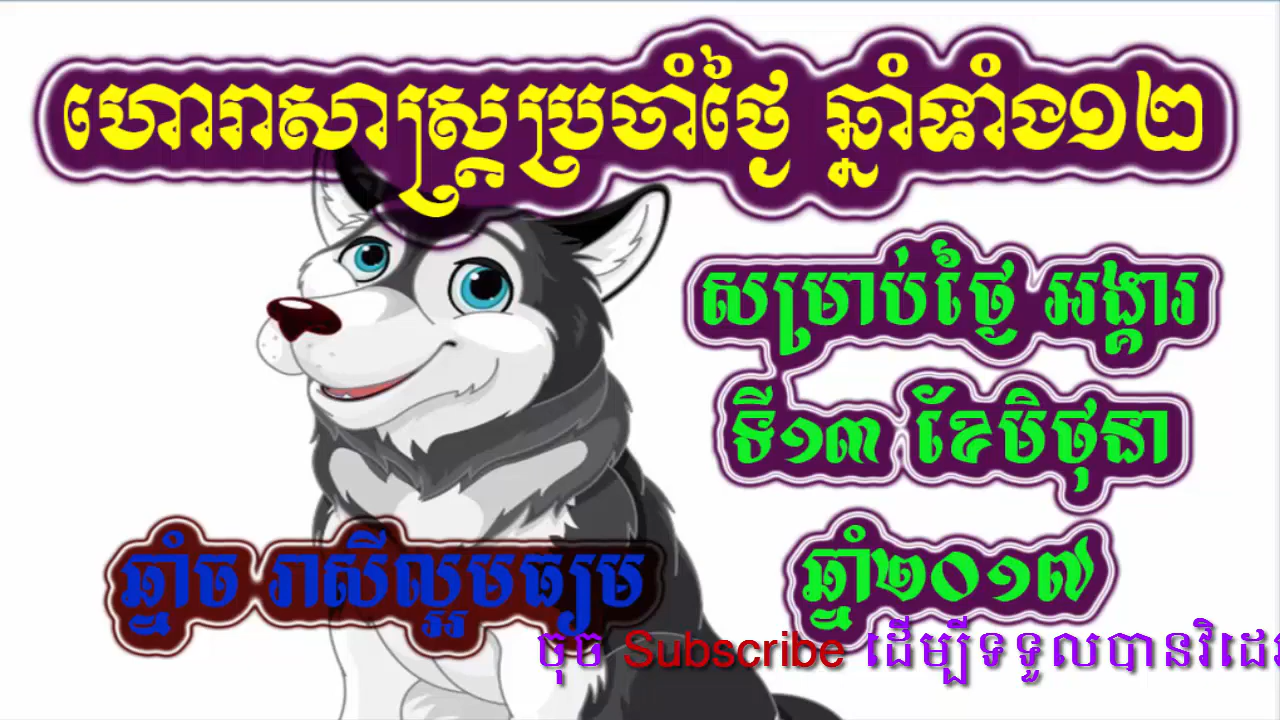 ហោរាសាស្ត្រប្រចាំថ្ងៃ ឆ្នាំទាំង១២
សម្រាប់ថ្ងៃ អង្គារ
ទី១៣ ខែមិថុនា
ឆ្នាំ២០១៧
ឆ្នាំច រាសីល្អមធ្យម
ចុច Subscribe ដើម្បីទទួលបានវិដេ